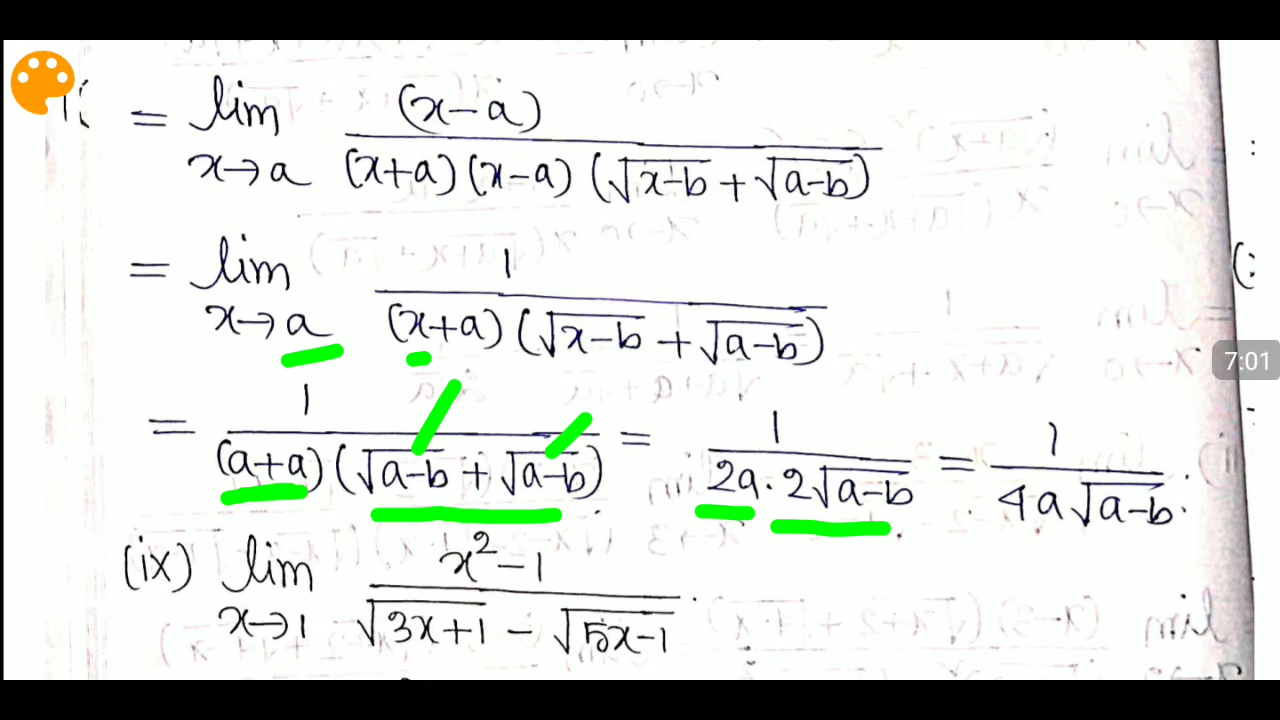 = lim x→a (x-a) / (x+a)(x-a)(√(x-b) + √(a-b))
= lim x→a 1 / (x+a)(√(x-b) + √(a-b))
= 1 / (a+a)(√(a-b) + √(a-b)) = 1 / 2a·2√(a-b) = 1 / 4a√(a-b).
(ix) lim x→1 x²-1 / √(3x+1) - √(5x-1) .
7:01